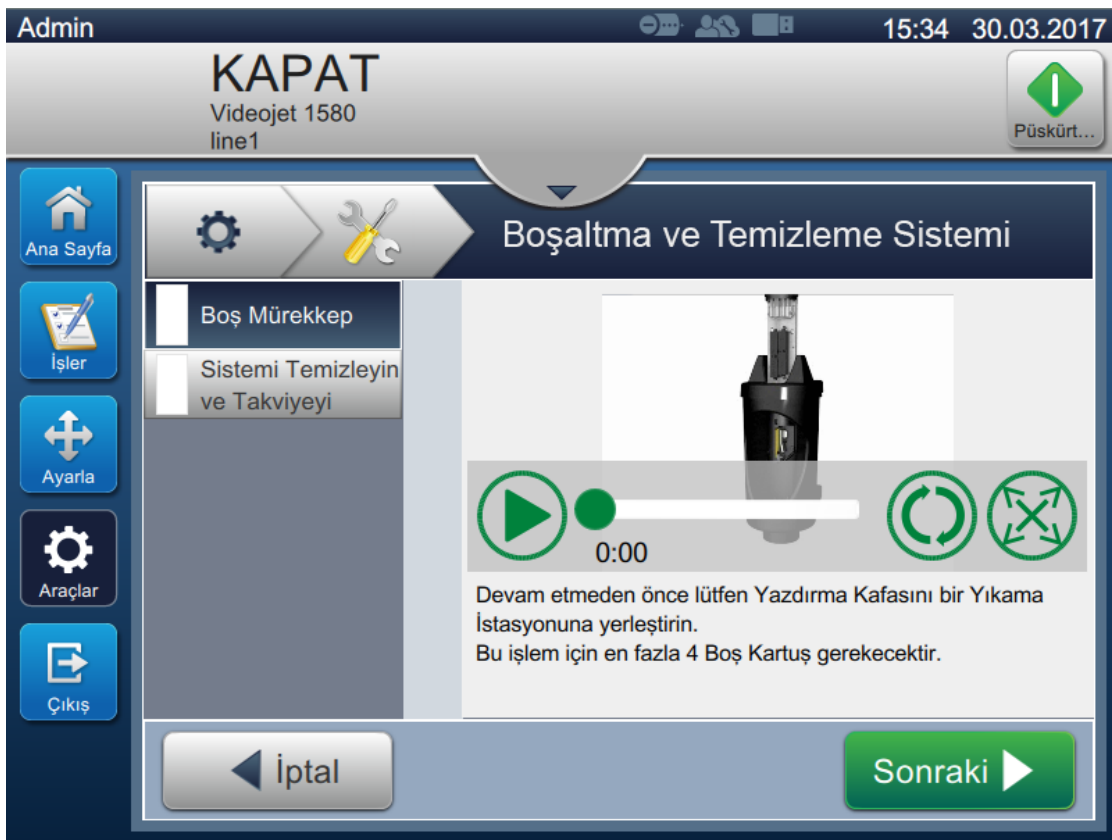 Admin
15:34 30.03.2017
KAPAT
Videojet 1580
line1
Püskürt...
Ana Sayfa
İşler
Ayarla
Araçlar
Çıkış
Boşaltma ve Temizleme Sistemi
Boş Mürekkep
Sistemi Temizleyin
ve Takviyeyi
0:00
Devam etmeden önce lütfen Yazdırma Kafasını bir Yıkama
İstasyonuna yerleştirin.
Bu işlem için en fazla 4 Boş Kartuş gerekecektir.
İptal
Sonraki